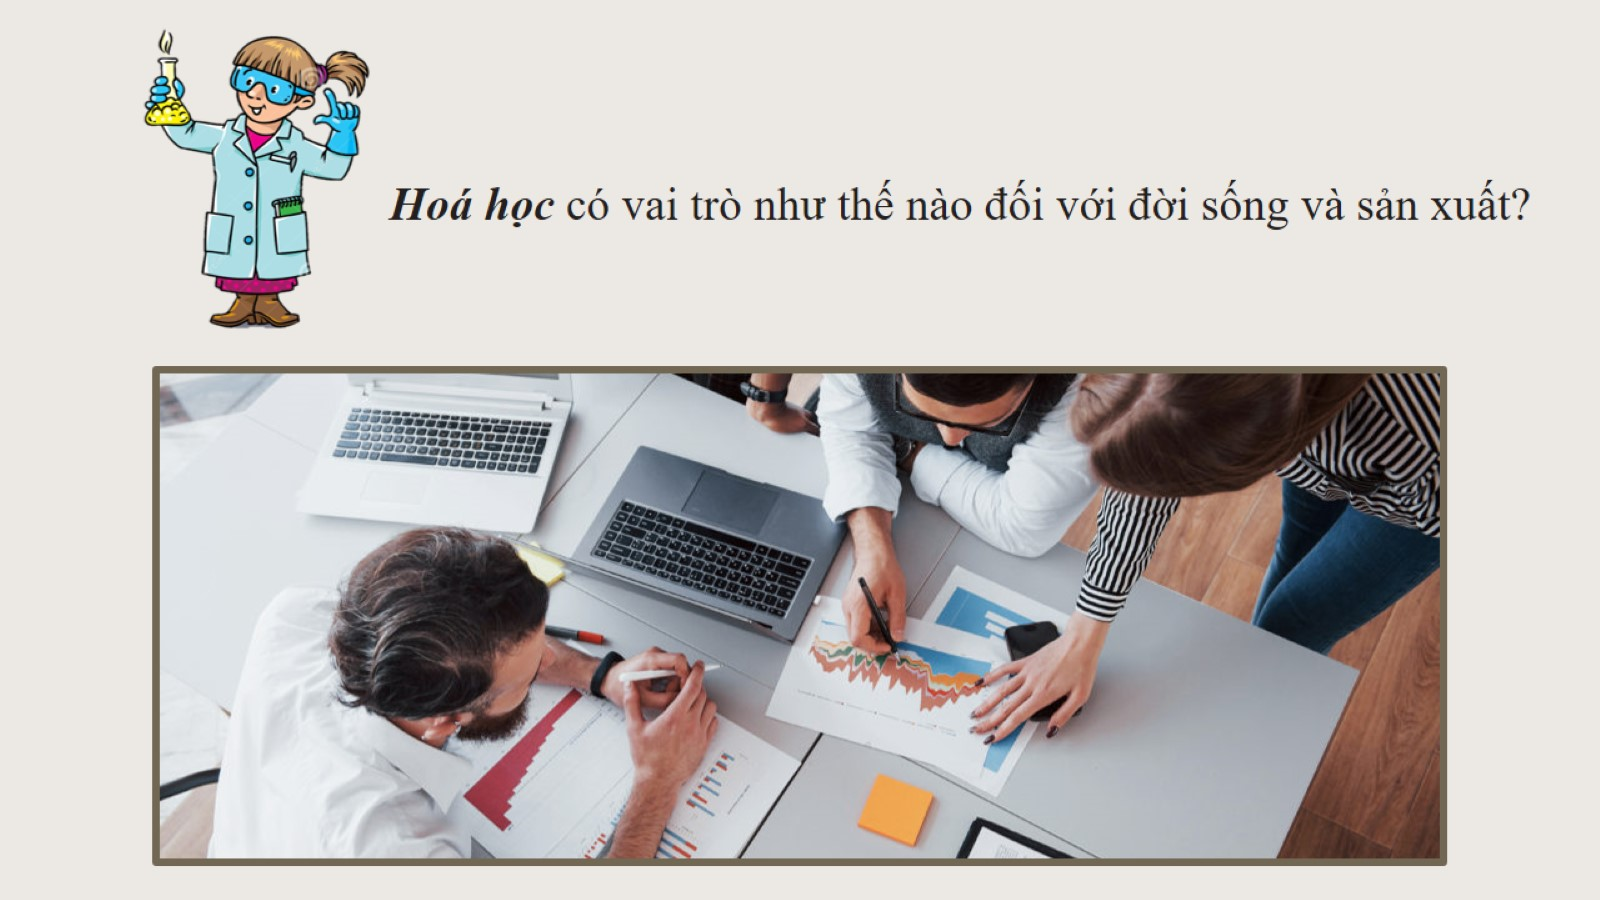 Hoá học có vai trò như thế nào đối với đời sống và sản xuất?